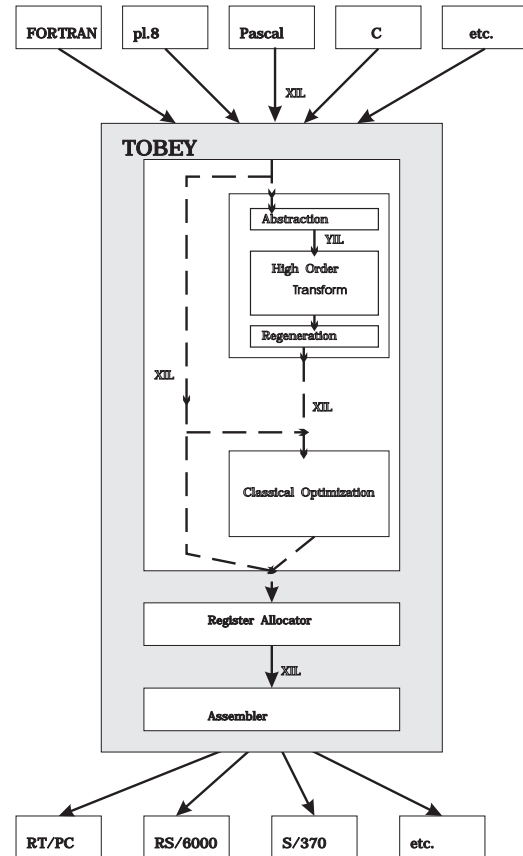 FORTRAN pl.8 Pascal C etc.
XIL
TOBEY
Abstraction
YIL
High Order
Transform
Regeneration
XIL
XIL
Classical Optimization
Register Allocator
XIL
Assembler
RT/PC RS/6000 S/370 etc.